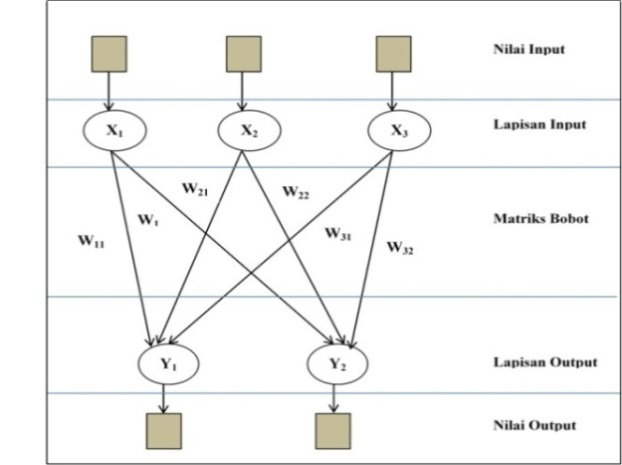 Nilai Input
X₁ X₂ X₃ Lapisan Input
W₂₁ W₂₂
W₁ Matriks Bobot
W₁₁ W₃₁ W₃₂
Y₁ Y₂ Lapisan Output
Nilai Output